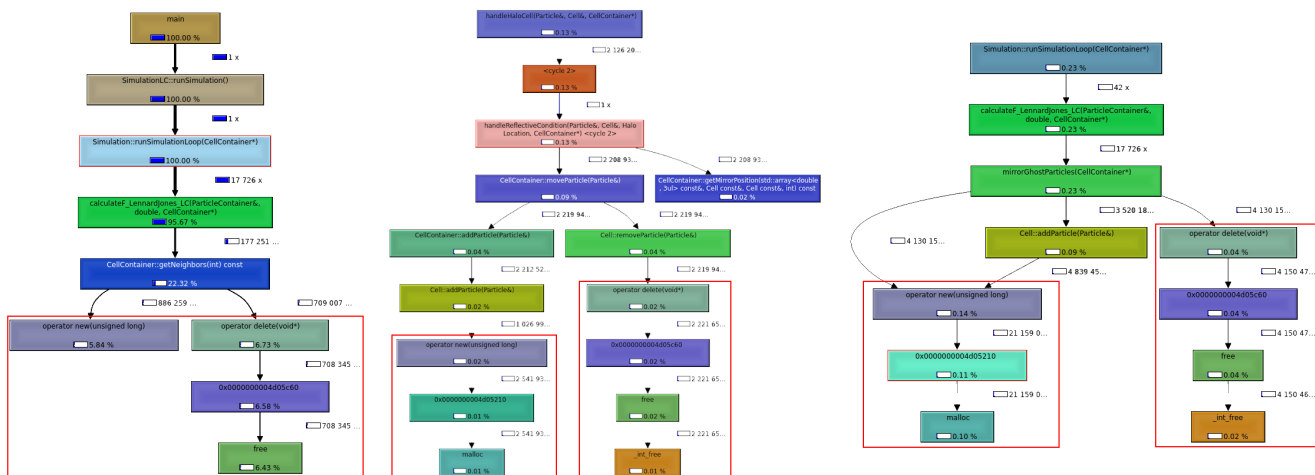 main
100.00 %
1 x
SimulationLC::runSimulation()
100.00 %
1 x
Simulation::runSimulationLoop(CellContainer*)
100.00 %
17 726 x
calculateF_LennardJones_LC(ParticleContainer&,
double, CellContainer*)
95.67 %
177 251 ...
CellContainer::getNeighbors(int) const
22.32 %
886 259 ...
709 007 ...
operator new(unsigned long)
5.84 %
operator delete(void*)
6.73 %
708 345 ...
0x0000000004d05c60
6.58 %
708 345 ...
free
6.43 %
handleHaloCell(Particle&, Cell&, CellContainer*)
0.13 %
2 126 20...
<cycle 2>
0.13 %
1 x
handleReflectiveCondition(Particle&, Cell&, Halo
Location, CellContainer*) <cycle 2>
0.13 %
2 208 93...
2 208 93...
CellContainer::moveParticle(Particle&)
0.09 %
CellContainer::getMirrorPosition(std::array<double
, 3ul> const&, Cell const&, Cell const&, int) const
0.02 %
2 219 94...
2 219 94...
CellContainer::addParticle(Particle&)
0.04 %
Cell::removeParticle(Particle&)
0.04 %
2 212 52...
2 219 94...
Cell::addParticle(Particle&)
0.02 %
operator delete(void*)
0.02 %
1 026 99...
2 221 65...
operator new(unsigned long)
0.02 %
0x0000000004d05c60
0.02 %
2 541 93...
2 221 65...
0x0000000004d05210
0.01 %
free
0.02 %
2 541 93...
2 221 65...
malloc
0.01 %
_int_free
0.01 %
Simulation::runSimulationLoop(CellContainer*)
0.23 %
42 x
calculateF_LennardJones_LC(ParticleContainer&,
double, CellContainer*)
0.23 %
17 726 x
mirrorGhostParticles(CellContainer*)
0.23 %
3 520 18...
4 130 15...
4 130 15...
Cell::addParticle(Particle&)
0.09 %
operator delete(void*)
0.04 %
4 839 45...
4 150 47...
operator new(unsigned long)
0.14 %
0x0000000004d05c60
0.04 %
21 159 0...
4 150 47...
0x0000000004d05210
0.11 %
free
0.04 %
21 159 0...
4 150 46...
malloc
0.10 %
_int_free
0.02 %